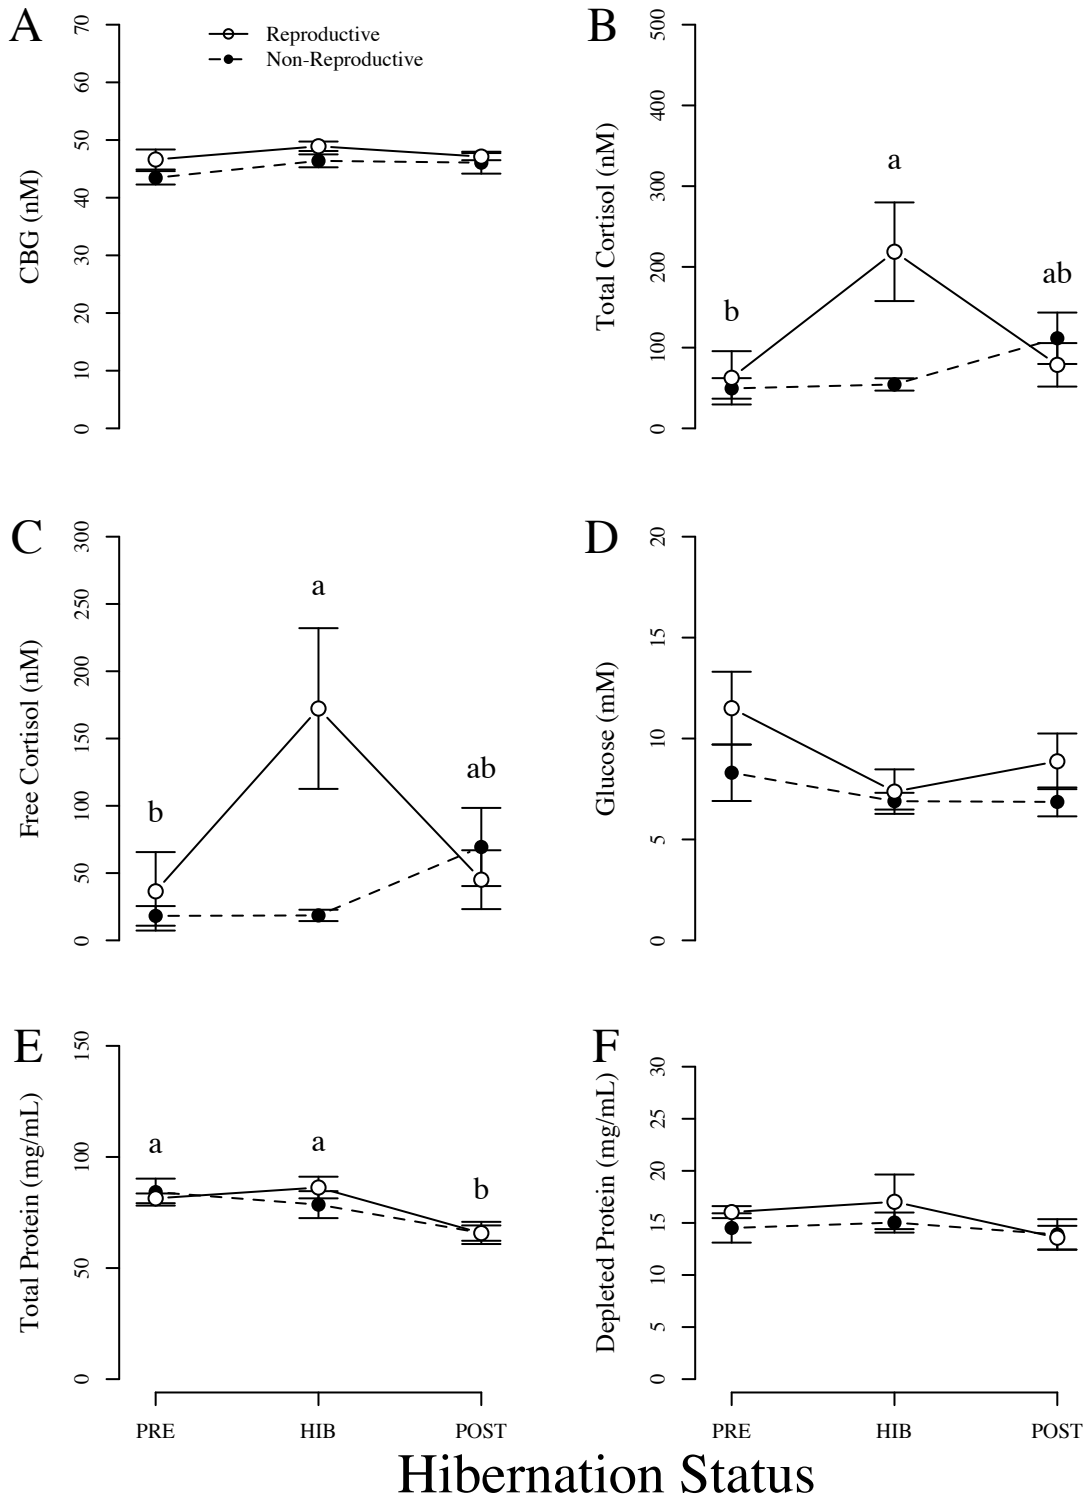 A
CBG (nM)
70
60
50
40
30
20
10
0
Reproductive
Non-Reproductive
B
Total Cortisol (nM)
500
400
300
200
100
0
b
a
ab
C
Free Cortisol (nM)
300
250
200
150
100
50
0
b
a
ab
D
Glucose (mM)
20
15
10
5
0
E
Total Protein (mg/mL)
150
100
50
0
a
a
b
PRE
HIB
POST
F
Depleted Protein (mg/mL)
30
25
20
15
10
5
0
PRE
HIB
POST
Hibernation Status